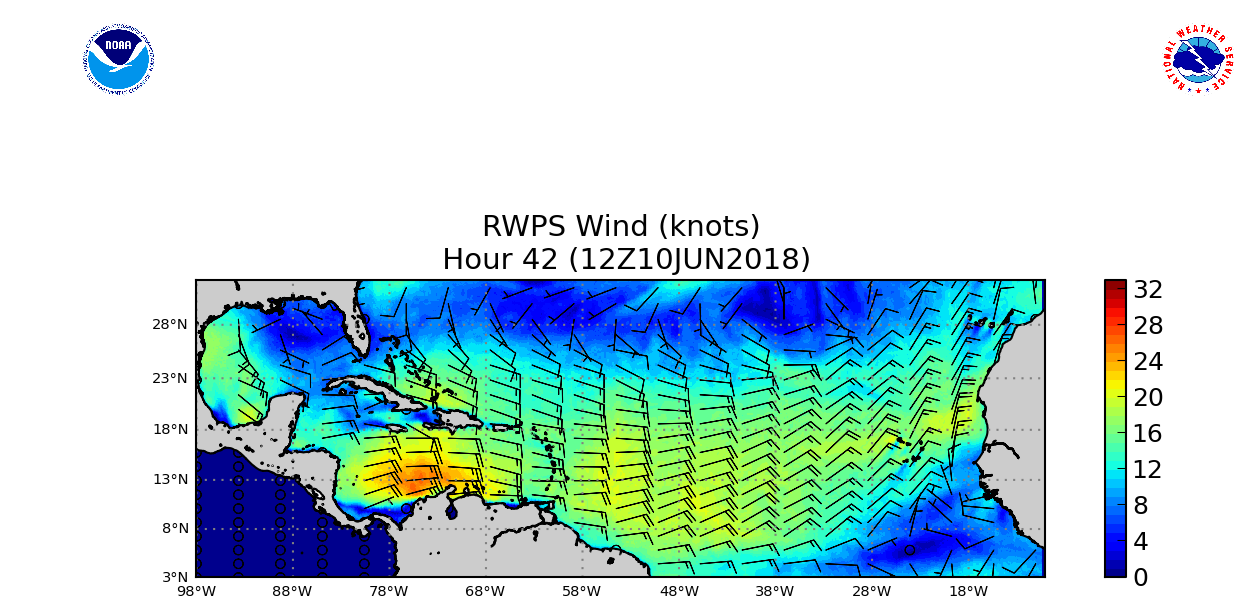 NOAA
NATIONAL WEATHER SERVICE
RWPS Wind (knots)
Hour 42 (12Z10JUN2018)
28°N
23°N
18°N
13°N
8°N
3°N
98°W 88°W 78°W 68°W 58°W 48°W 38°W 28°W 18°W
32
28
24
20
16
12
8
4
0